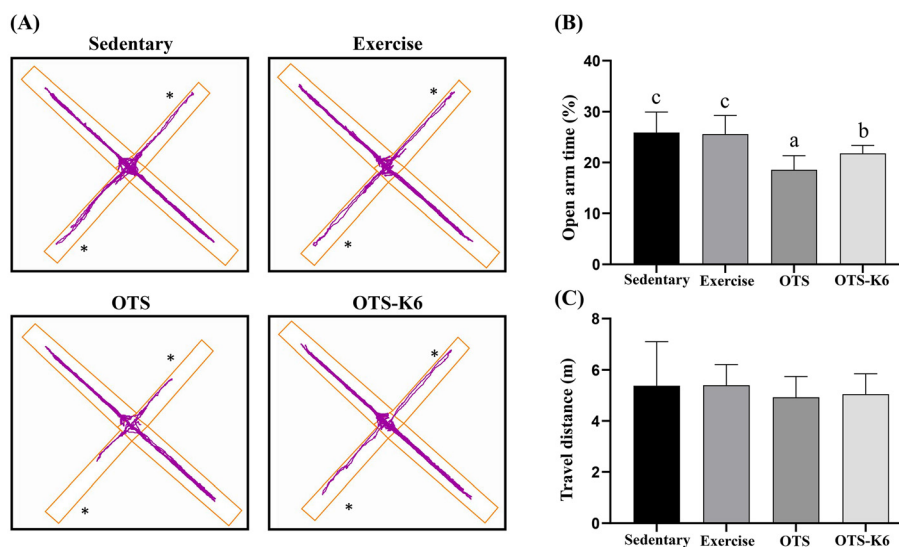 (A)
Sedentary
*
*
Exercise
*
*
OTS
*
*
OTS-K6
*
*
(B)
Open arm time (%)
40
30
20
10
0
c
c
a
b
Sedentary
Exercise
OTS
OTS-K6
(C)
Travel distance (m)
8
6
4
2
0
Sedentary
Exercise
OTS
OTS-K6